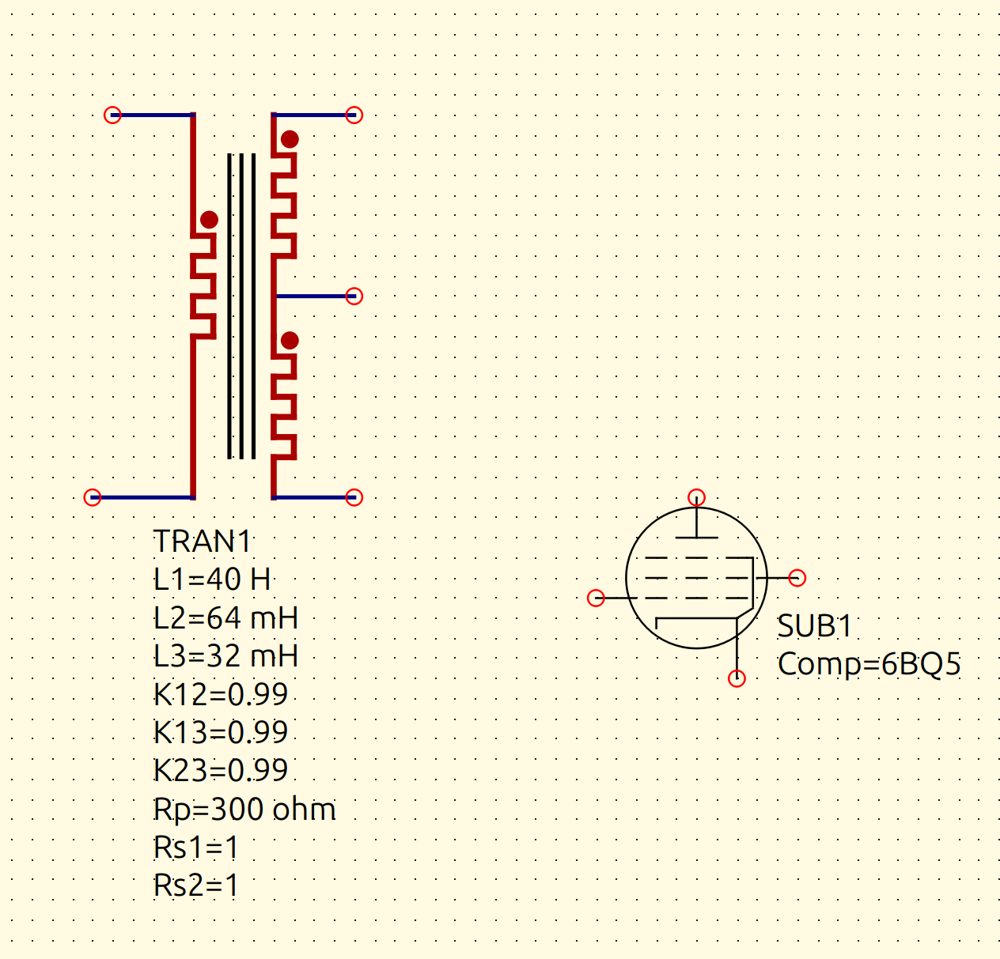 TRAN1
L1=40 H
L2=64 mH
L3=32 mH
K12=0.99
K13=0.99
K23=0.99
Rp=300 ohm
Rs1=1
Rs2=1
SUB1
Comp=6BQ5